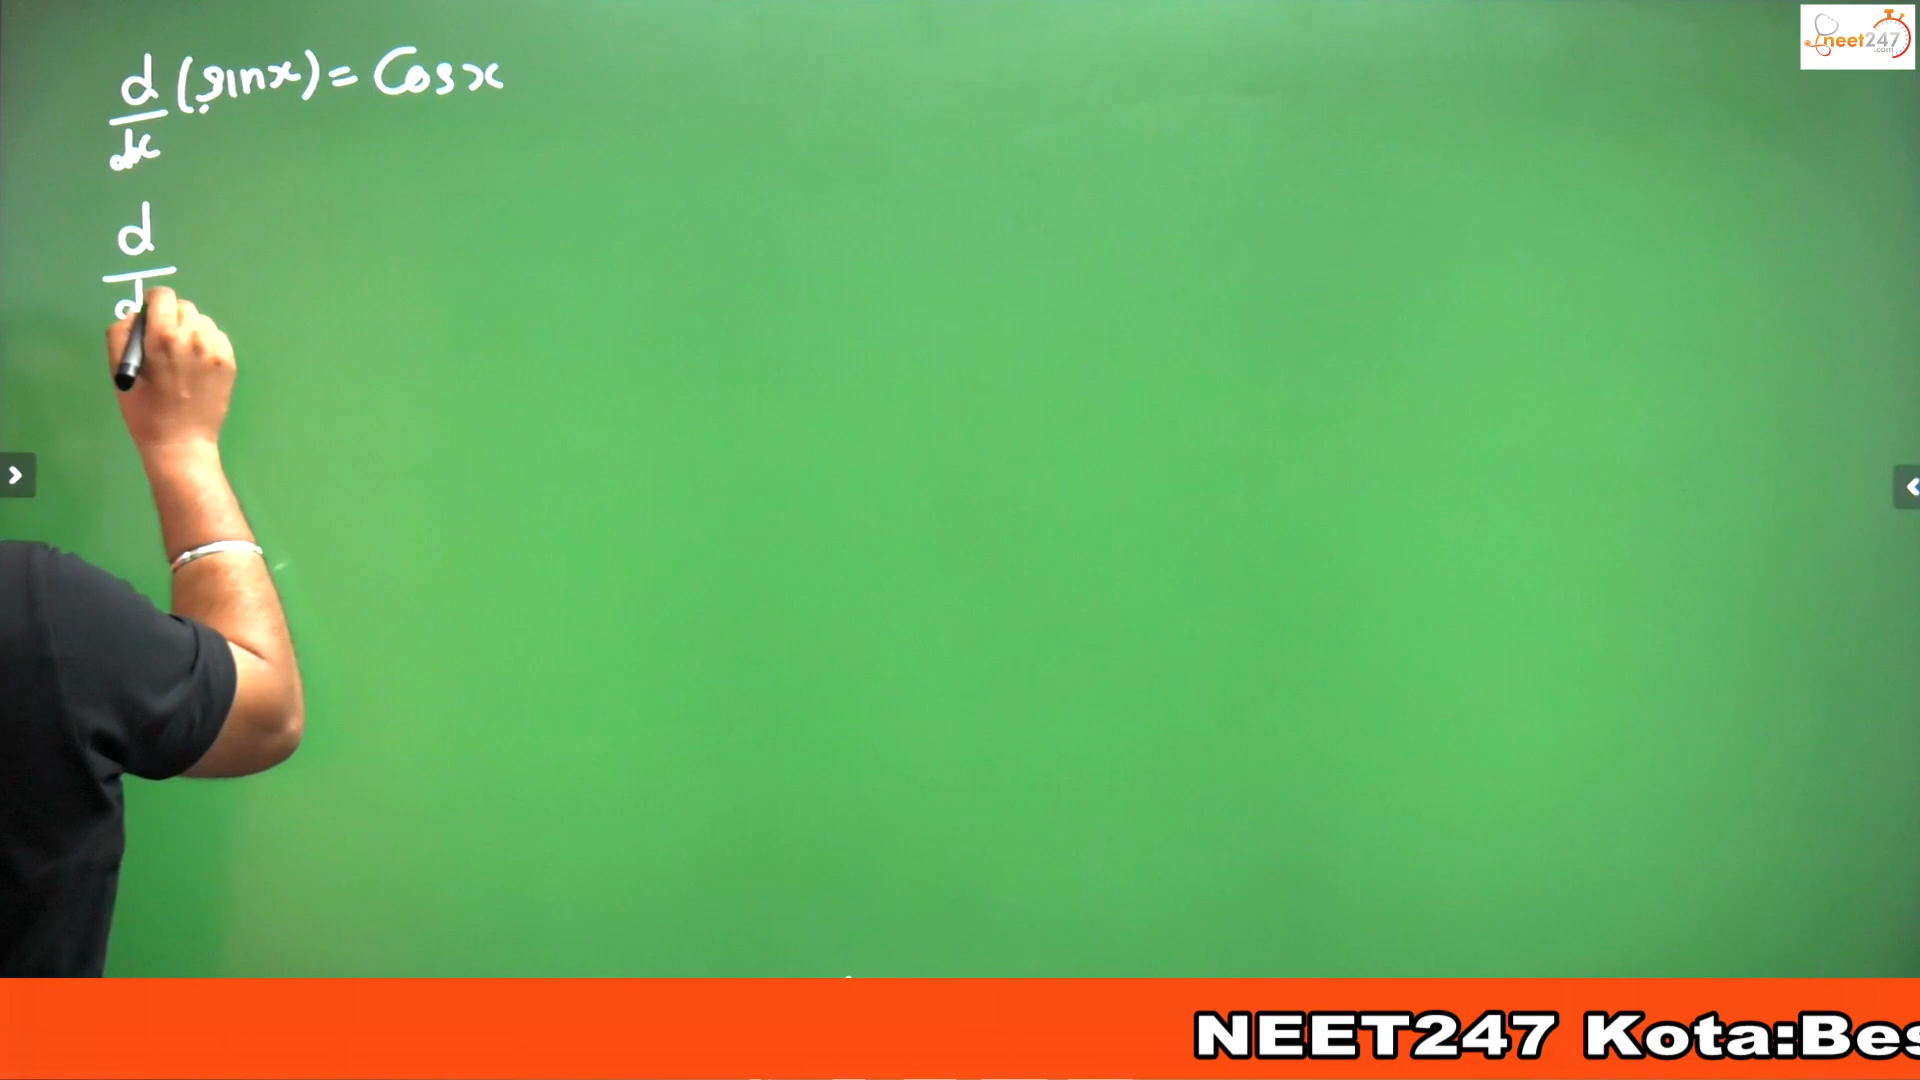 d/dx (sinx) = Cosx
d/d
neet247
.com
NEET247 Kota:Bes